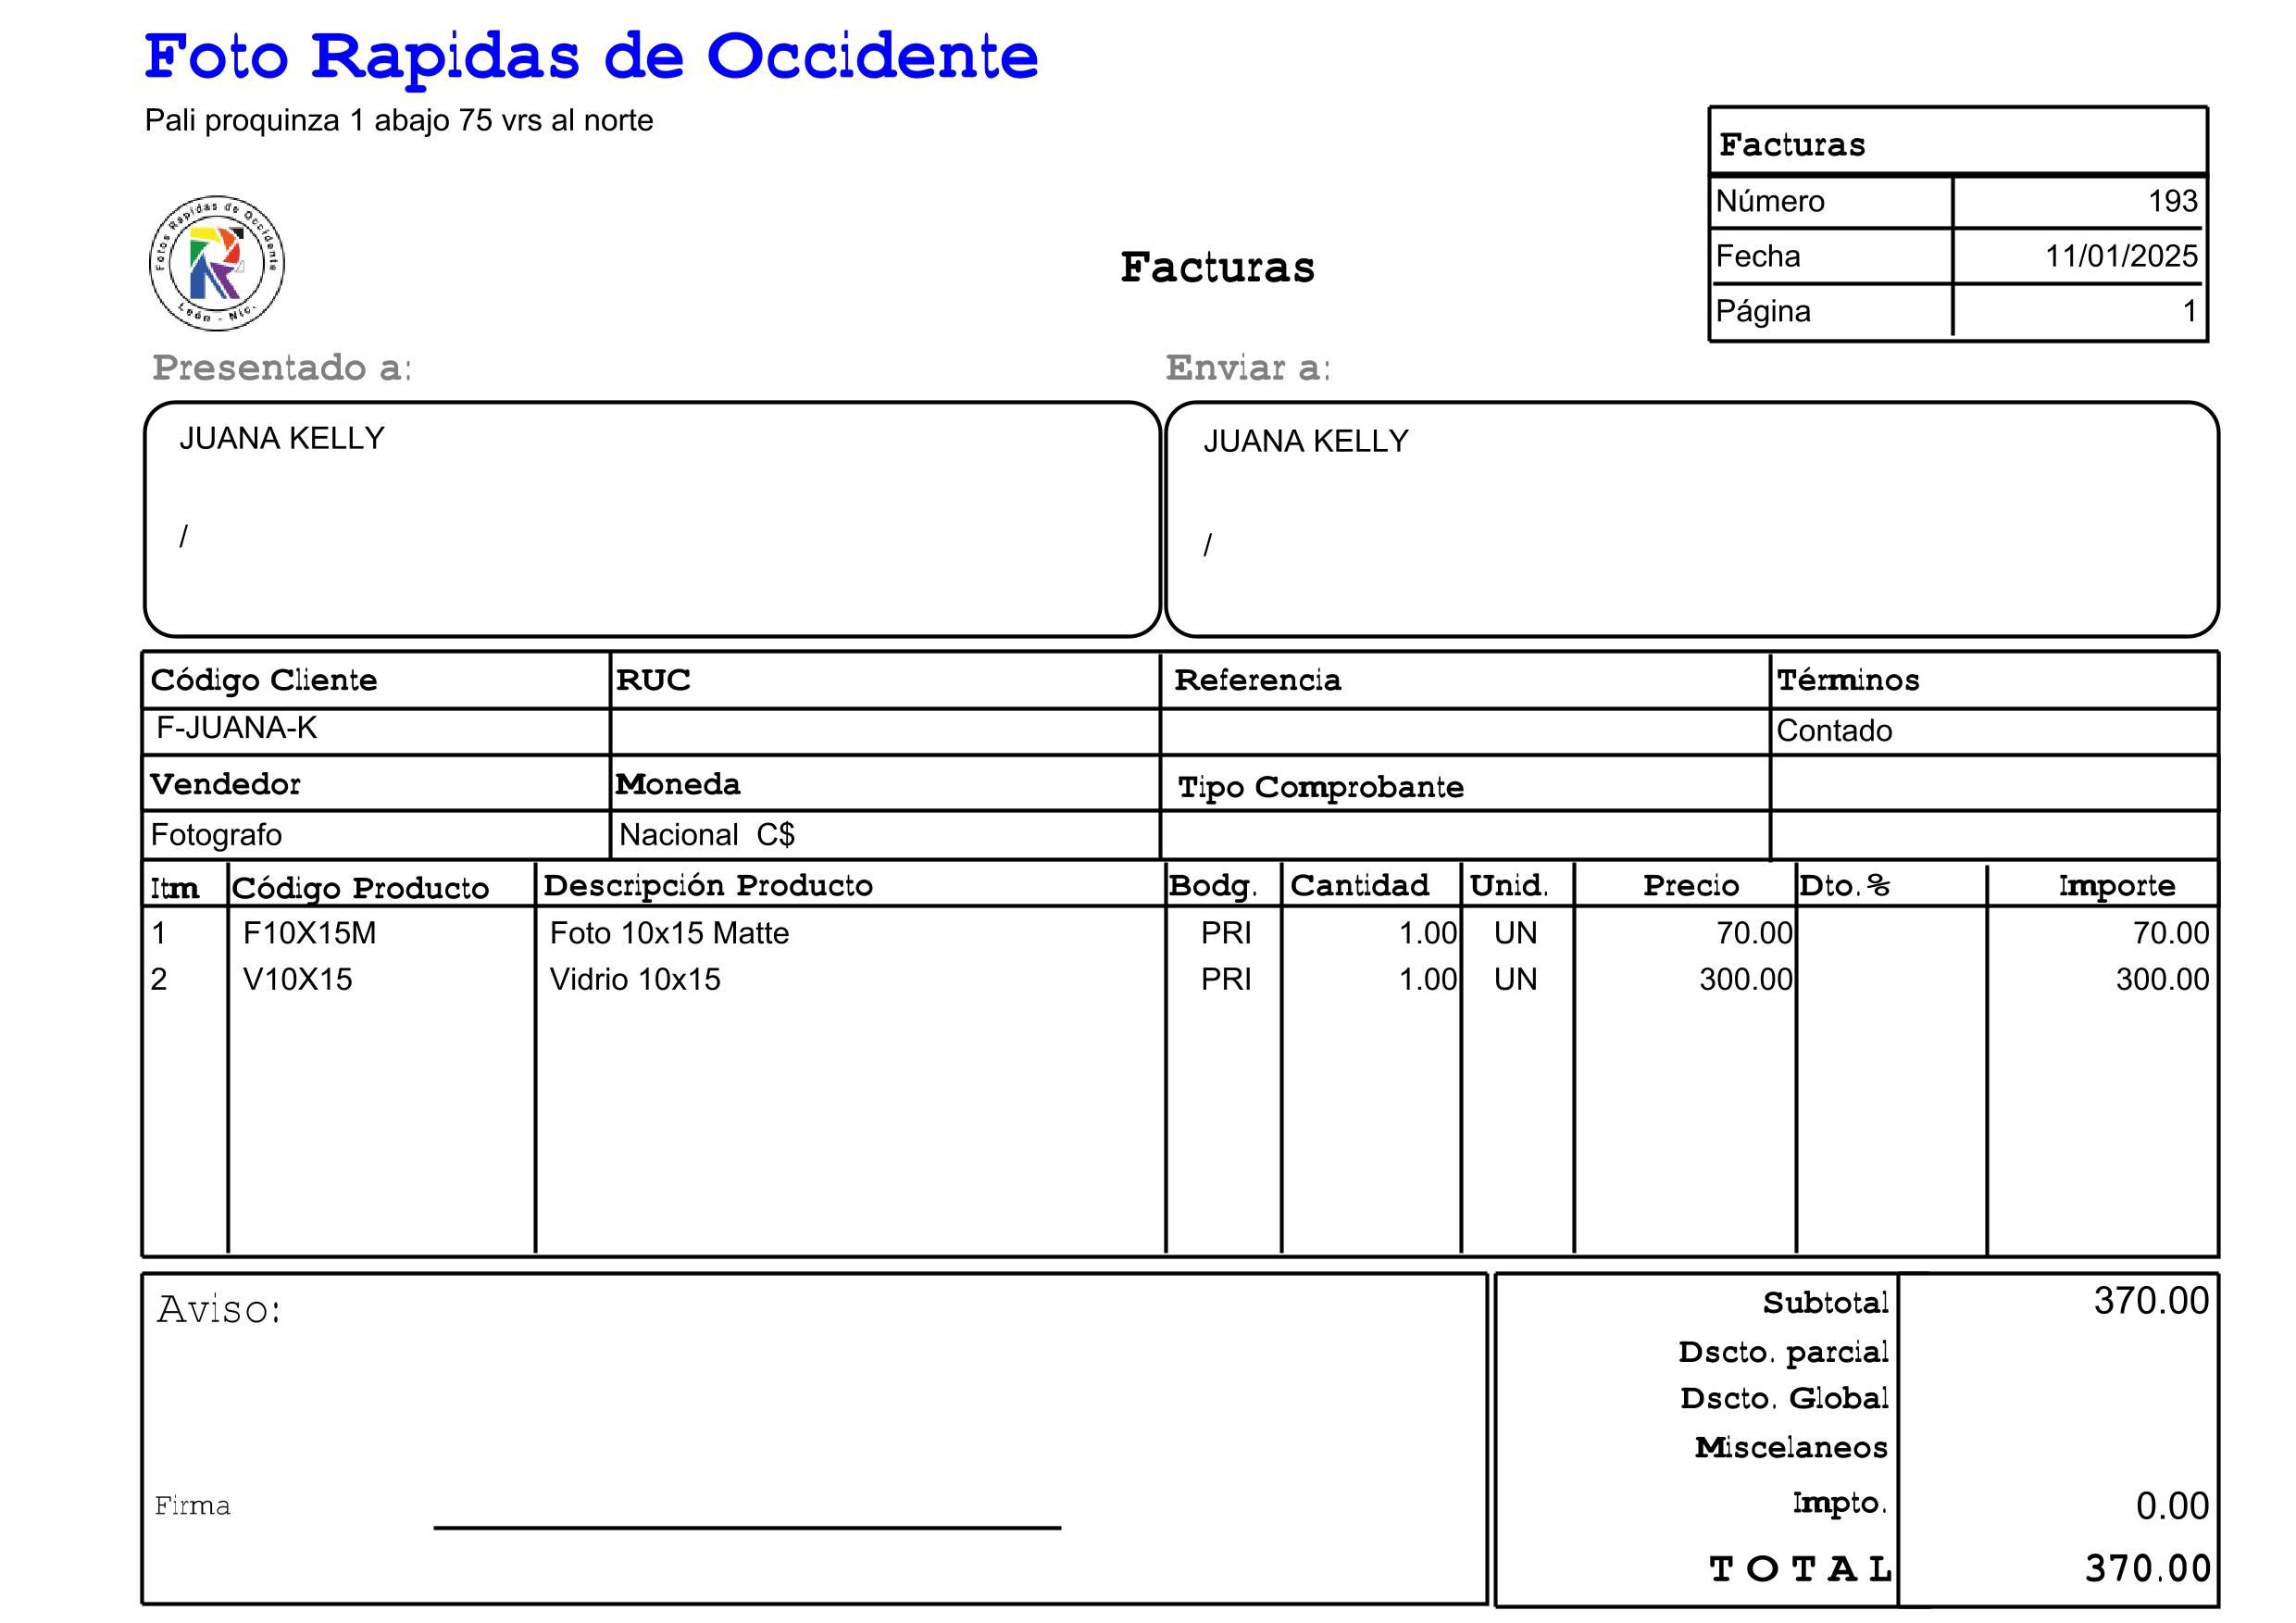 Foto Rapidas de Occidente
Pali proquinza 1 abajo 75 vrs al norte
Facturas
Número 193
Fecha 11/01/2025
Página 1
Fotos Rapidas de Occidente
León - Nic.
Facturas
Presentado a: Enviar a:
JUANA KELLY JUANA KELLY
/ /
Código Cliente RUC Referencia Términos
F-JUANA-K Contado
Vendedor Moneda Tipo Comprobante
Fotografo Nacional C$
Itm Código Producto Descripción Producto Bodg. Cantidad Unid. Precio Dto.% Importe
1 F10X15M Foto 10x15 Matte PRI 1.00 UN 70.00 70.00
2 V10X15 Vidrio 10x15 PRI 1.00 UN 300.00 300.00
Aviso:
Subtotal 370.00
Dscto. parcial
Dscto. Global
Miscelaneos
Firma
Impto. 0.00
TOTAL 370.00